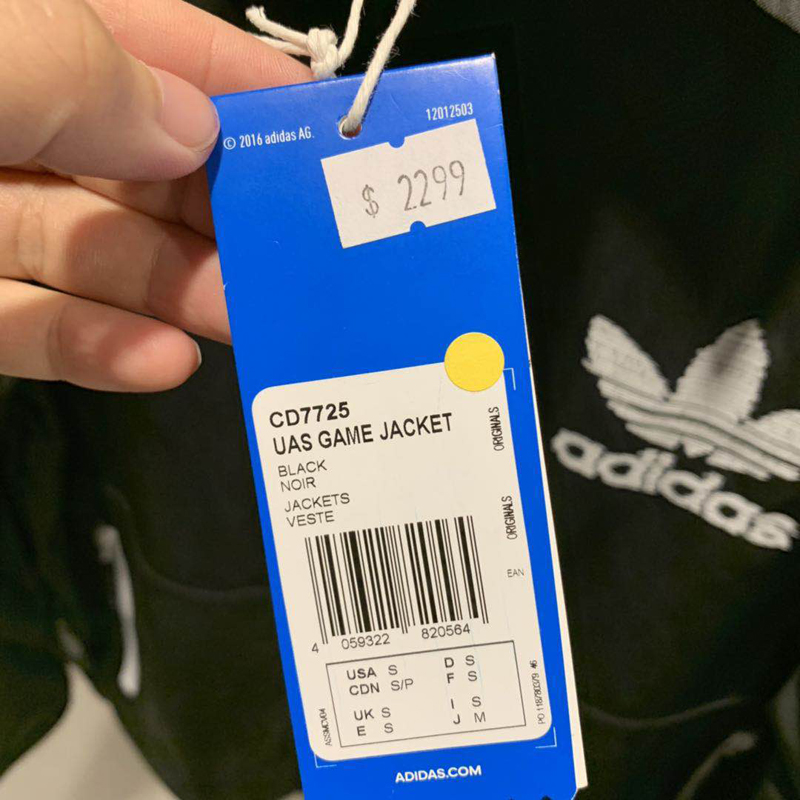 © 2016 adidas AG.
12012503
$ 2299
CD7725
UAS GAME JACKET
BLACK
NOIR
JACKETS
VESTE
ORIGINALS
ORIGINALS
EAN
4 059322 820564
USA S D S
CDN S/P F S
UK S I S
E S J M
ADIDAS.COM
adidas